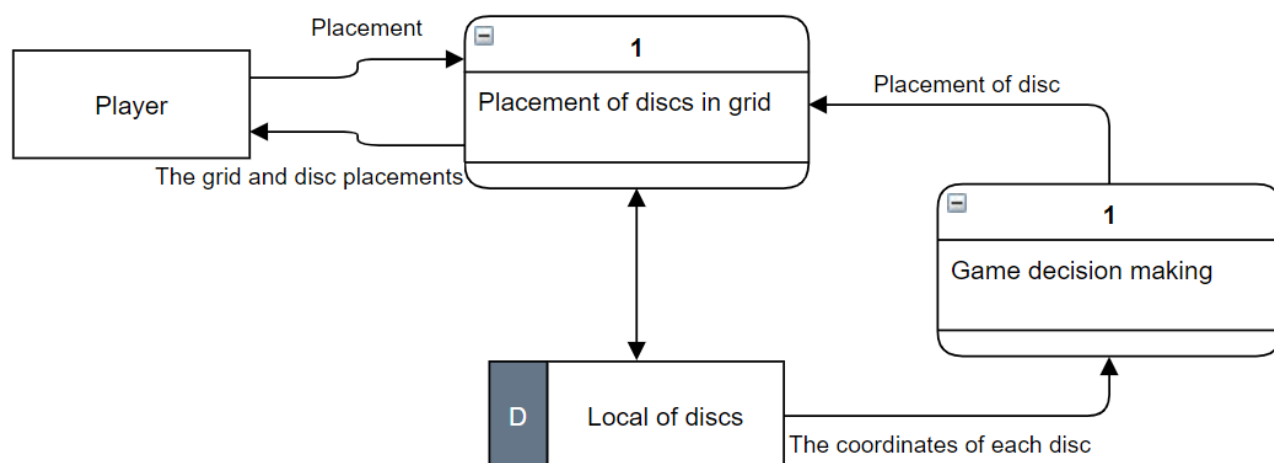 Placement
1
Player
Placement of discs in grid
Placement of disc
The grid and disc placements
1
Game decision making
D
Local of discs
The coordinates of each disc